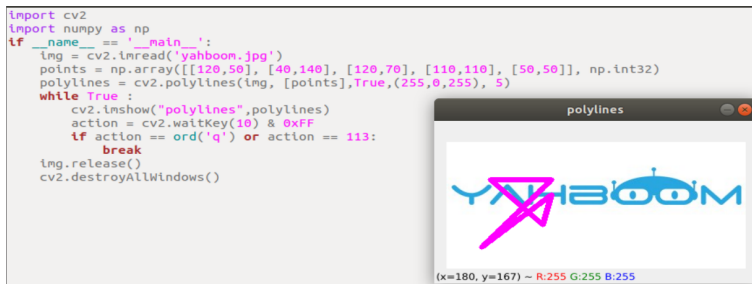 import cv2
import numpy as np
if __name__ == '__main__':
    img = cv2.imread('yahboom.jpg')
    points = np.array([[120,50], [40,140], [120,70], [110,110], [50,50]], np.int32)
    polylines = cv2.polylines(img, [points],True,(255,0,255), 5)
    while True :
        cv2.imshow("polylines",polylines)
        action = cv2.waitKey(10) & 0xFF
        if action == ord('q') or action == 113:
            break
    img.release()
    cv2.destroyAllWindows()
polylines
YAHBOOM
(x=180, y=167) ~ R:255 G:255 B:255